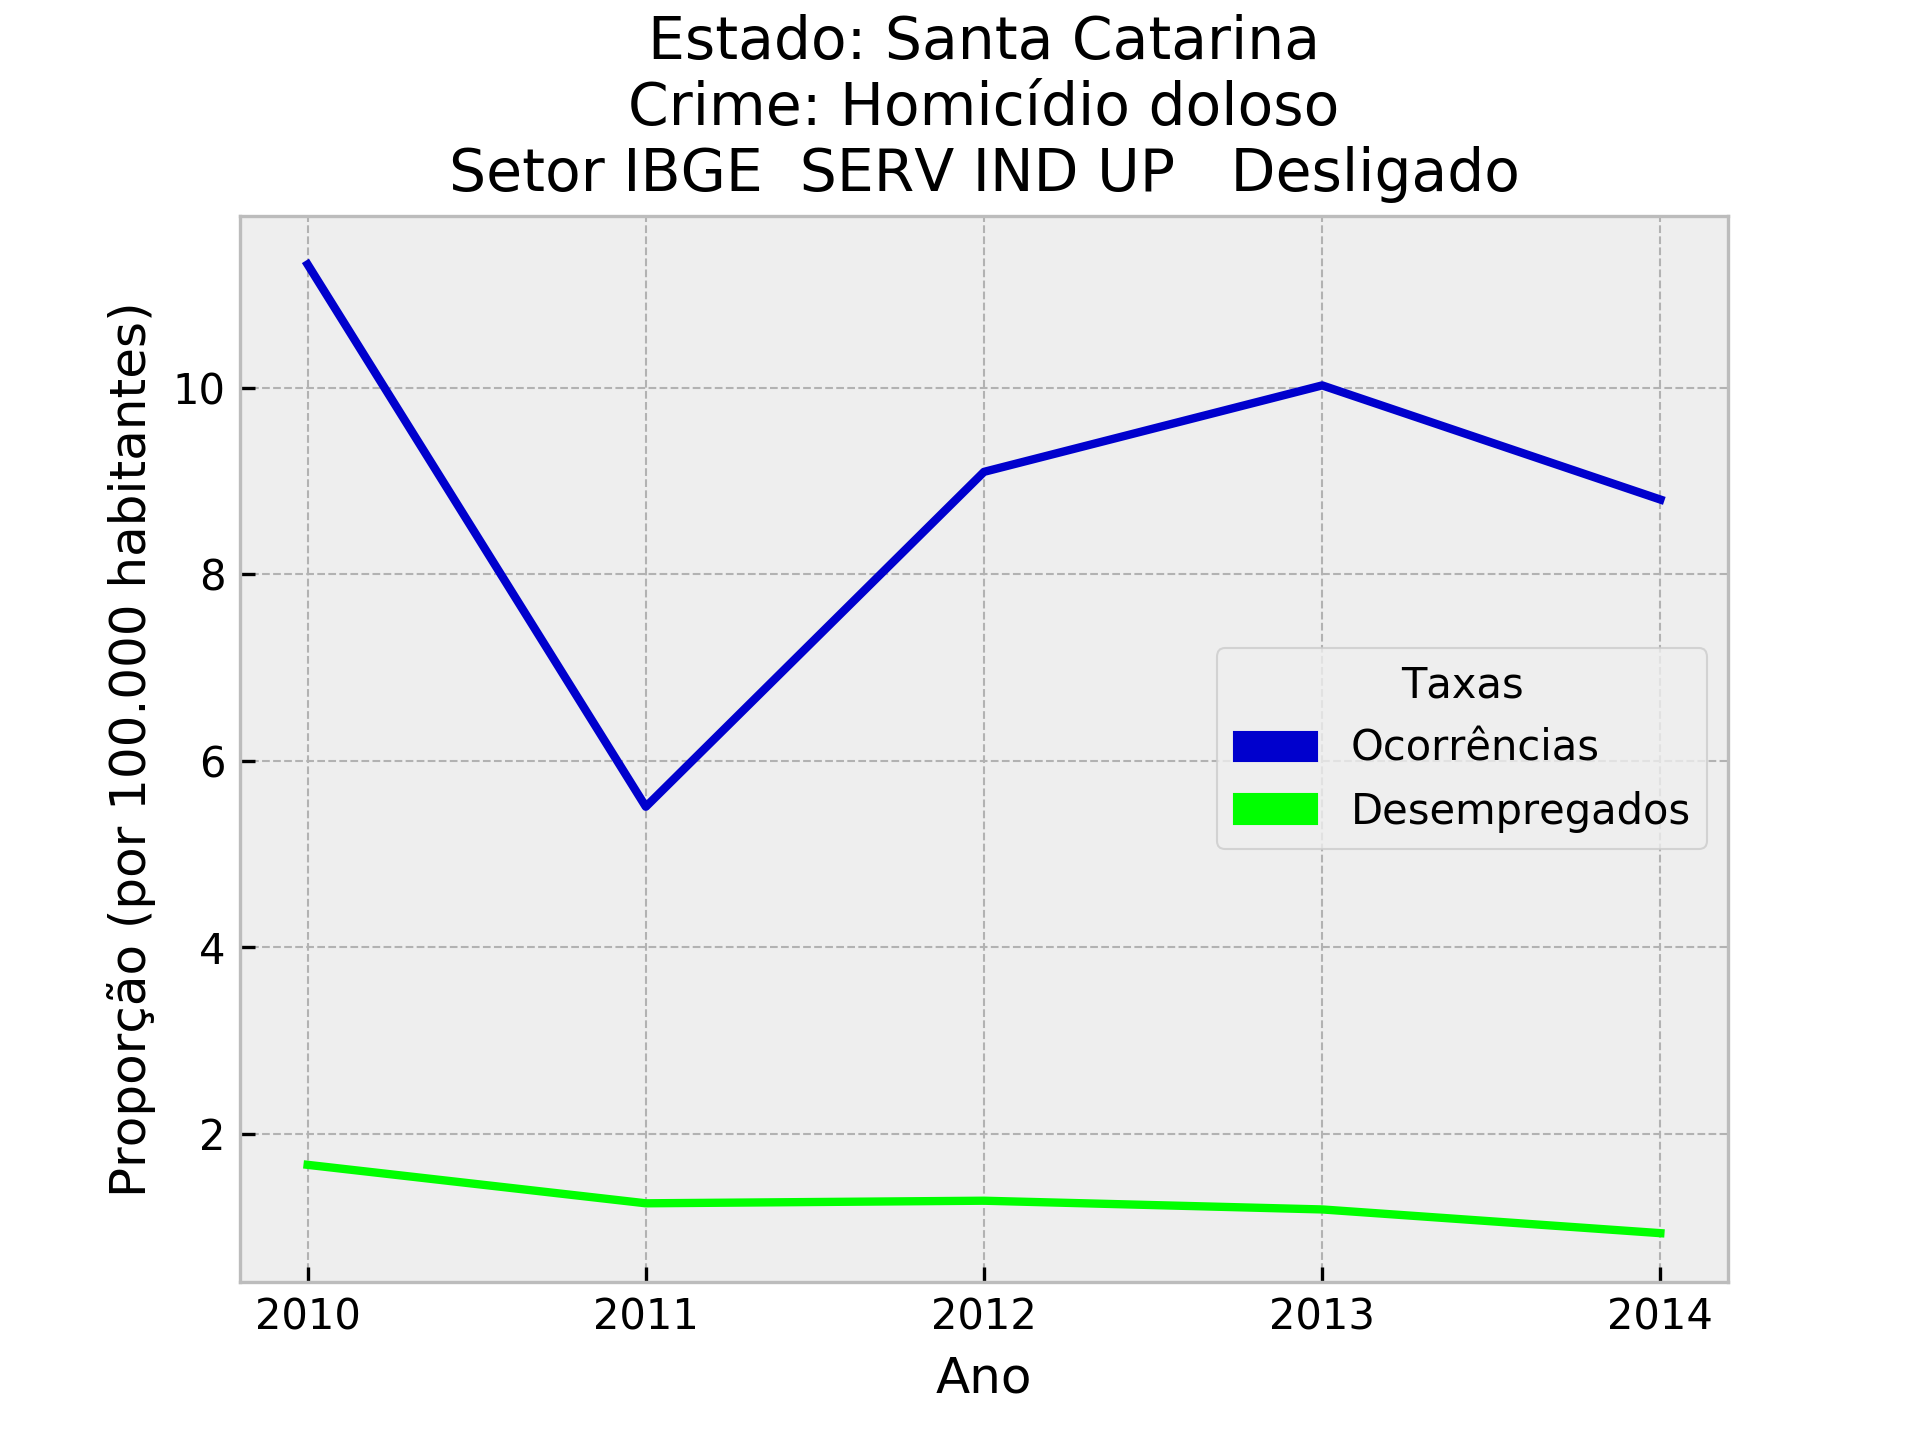 Estado: Santa Catarina
Crime: Homicídio doloso
Setor IBGE  SERV IND UP   Desligado
Proporção (por 100.000 habitantes)
10
8
6
4
2
Taxas
Ocorrências
Desempregados
2010 2011 2012 2013 2014
Ano